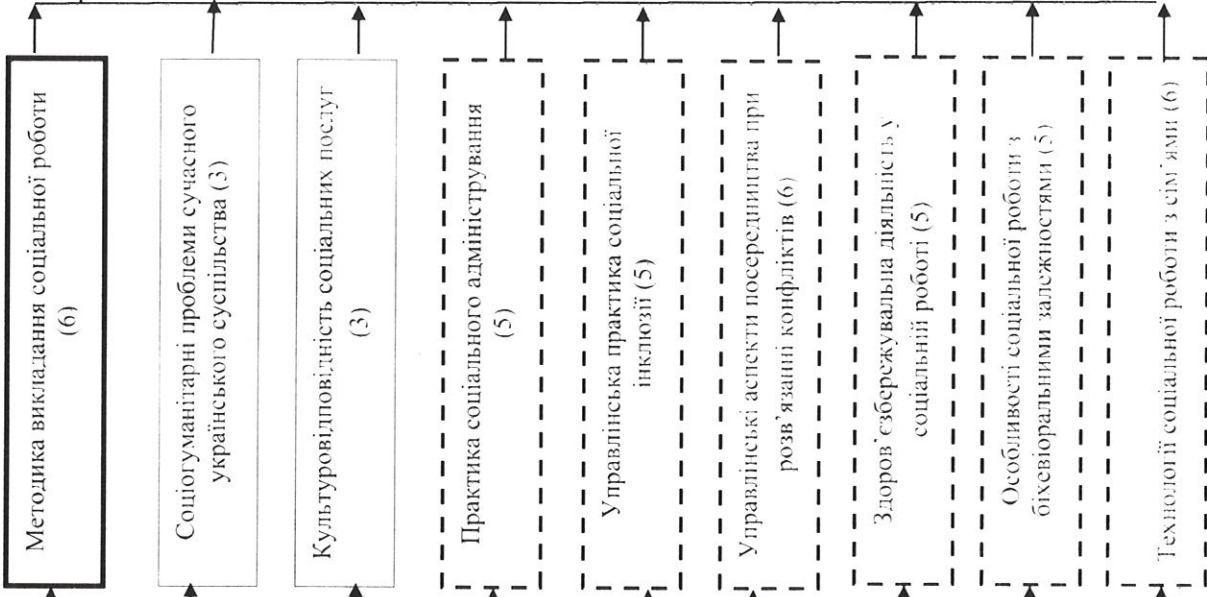 Методика викладання соціальної роботи
(6)
Соціогуманітарні проблеми сучасного
українського суспільства (3)
Культуровідповідність соціальних послуг
(3)
Практика соціального адміністрування
(5)
Управлінська практика соціальної
інклюзії (5)
Управлінські аспекти посередництва при
розв’язанні конфліктів (6)
Здоров’єзбережувальна діяльність у
соціальній роботі (5)
Особливості соціальної роботи з
біхевіоральними залежностями (5)
Технології соціальної роботи з сім’ями (6)